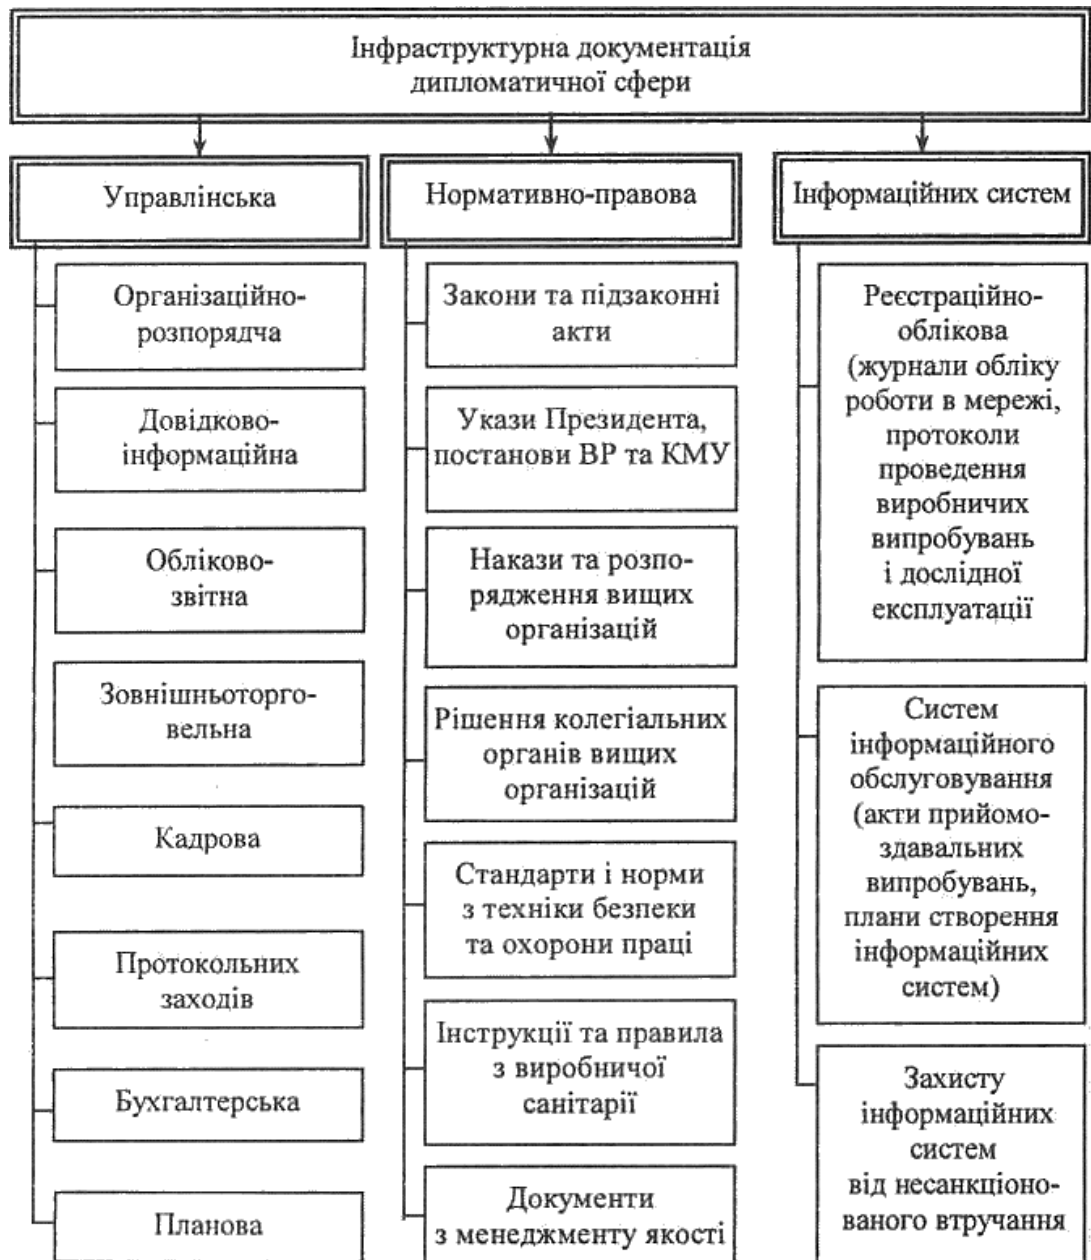 Інфраструктурна документація
дипломатичної сфери
Управлінська
Організаційно-
розпорядча
Довідково-
інформаційна
Обліково-
звітна
Зовнішньоторго-
вельна
Кадрова
Протокольних
заходів
Бухгалтерська
Планова
Нормативно-правова
Закони та підзаконні
акти
Укази Президента,
постанови ВР та КМУ
Накази та розпо-
рядження вищих
організацій
Рішення колегіальних
органів вищих
організацій
Стандарти і норми
з техніки безпеки
та охорони праці
Інструкції та правила
з виробничої
санітарії
Документи
з менеджменту якості
Інформаційних систем
Реєстраційно-
облікова
(журнали обліку
роботи в мережі,
протоколи
проведення
виробничих
випробувань
і дослідної
експлуатації
Систем
інформаційного
обслуговування
(акти прийомо-
здавальних
випробувань,
плани створення
інформаційних
систем)
Захисту
інформаційних
систем
від несанкціоно-
ваного втручання